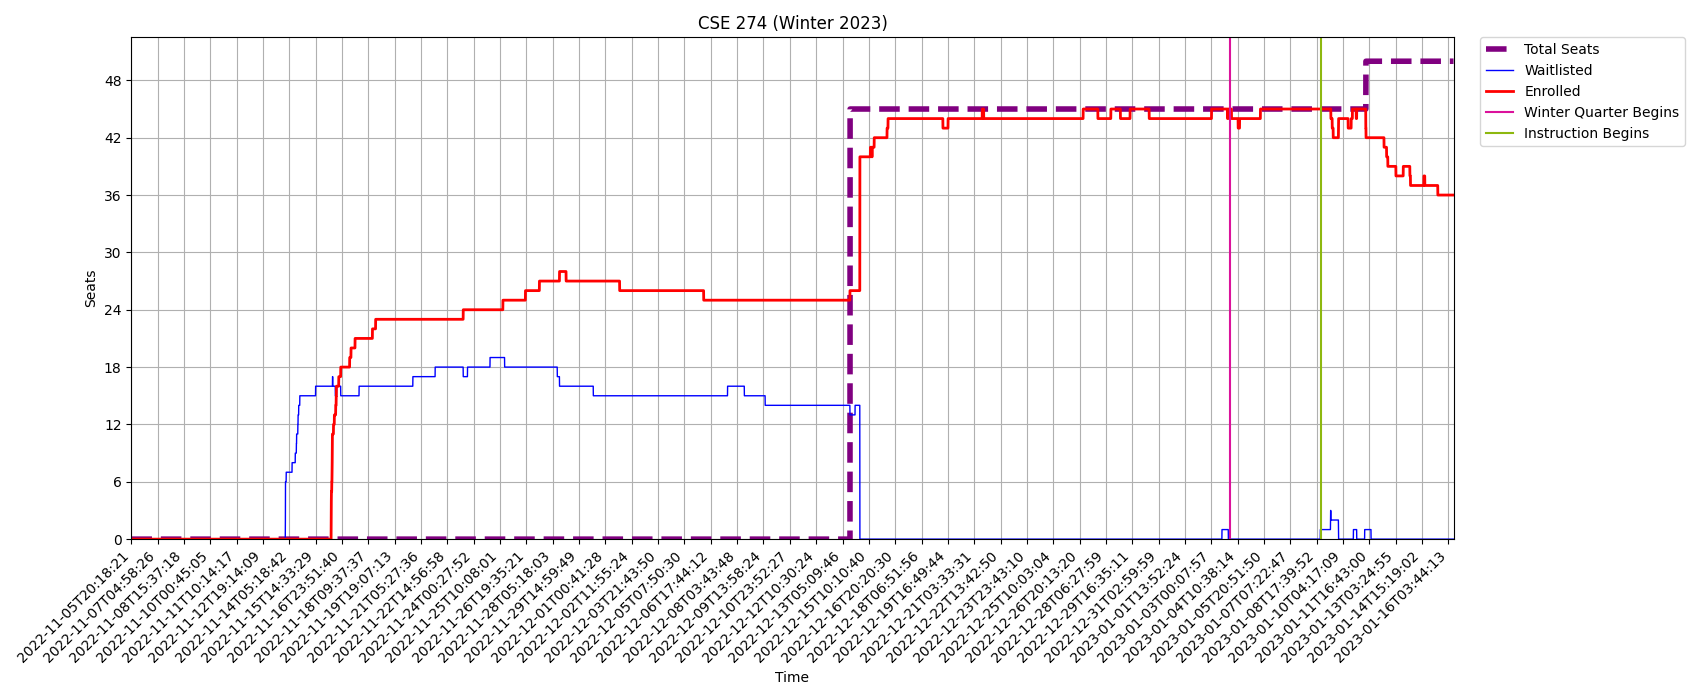 CSE 274 (Winter 2023)
Total Seats
Waitlisted
Enrolled
Winter Quarter Begins
Instruction Begins
Seats
48
42
36
30
24
18
12
6
0
2022-11-05T20:18:21
2022-11-07T04:58:26
2022-11-08T15:37:18
2022-11-10T00:45:05
2022-11-11T10:14:17
2022-11-12T19:14:09
2022-11-14T05:18:42
2022-11-15T14:33:29
2022-11-16T23:51:40
2022-11-18T09:37:37
2022-11-19T19:07:13
2022-11-21T05:27:36
2022-11-22T14:56:58
2022-11-24T00:27:52
2022-11-25T10:08:01
2022-11-26T19:35:21
2022-11-28T05:18:03
2022-11-29T14:59:49
2022-12-01T00:41:28
2022-12-02T11:55:24
2022-12-03T21:43:50
2022-12-05T07:50:30
2022-12-06T17:44:12
2022-12-08T03:43:48
2022-12-09T13:58:24
2022-12-10T23:52:27
2022-12-12T10:30:24
2022-12-13T15:09:46
2022-12-15T10:10:40
2022-12-16T20:20:30
2022-12-18T06:51:56
2022-12-19T16:49:44
2022-12-21T03:33:31
2022-12-22T13:42:50
2022-12-23T23:43:10
2022-12-25T10:03:04
2022-12-26T20:13:20
2022-12-28T06:27:59
2022-12-29T16:35:11
2022-12-31T02:59:59
2023-01-01T13:52:24
2023-01-03T00:07:57
2023-01-04T10:38:14
2023-01-05T20:51:50
2023-01-07T07:22:47
2023-01-08T17:39:52
2023-01-10T04:17:09
2023-01-11T16:43:00
2023-01-13T03:24:55
2023-01-14T15:19:02
2023-01-16T03:44:13
Time